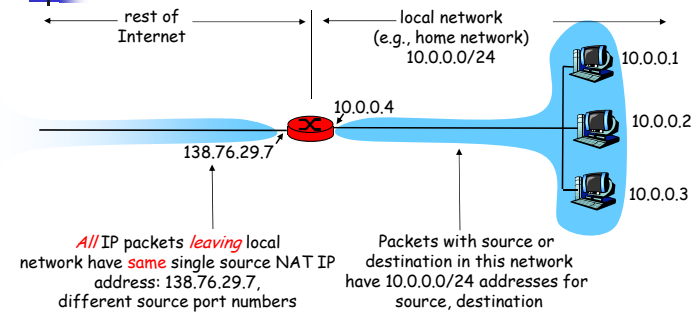 rest of
Internet
local network
(e.g., home network)
10.0.0.0/24
10.0.0.1
10.0.0.4
10.0.0.2
138.76.29.7
10.0.0.3
All IP packets leaving local
network have same single source NAT IP
address: 138.76.29.7,
different source port numbers
Packets with source or
destination in this network
have 10.0.0.0/24 addresses for
source, destination